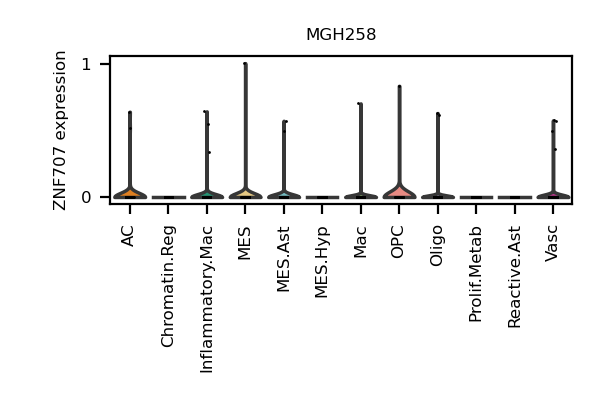 MGH258
ZNF707 expression
1
0
AC
Chromatin.Reg
Inflammatory.Mac
MES
MES.Ast
MES.Hyp
Mac
OPC
Oligo
Prolif.Metab
Reactive.Ast
Vasc